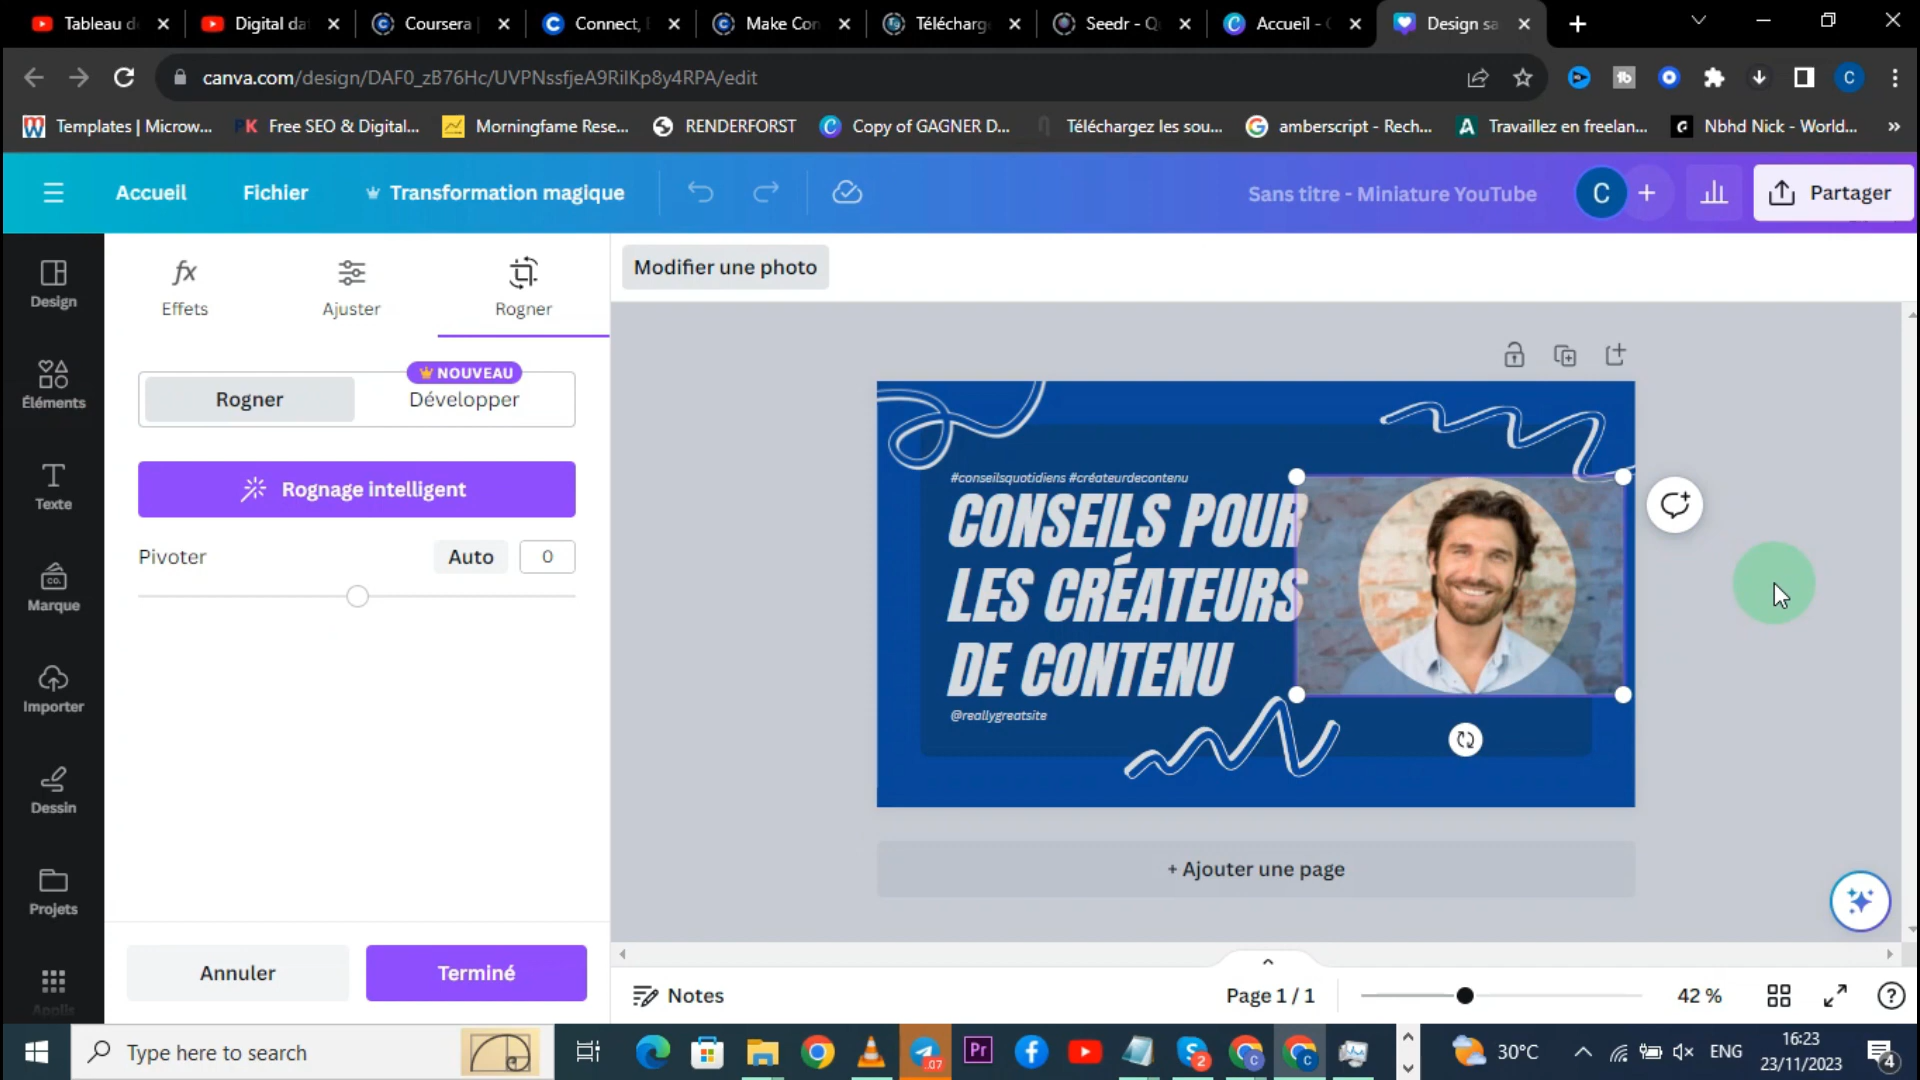 Tableau d
Digital da
Coursera
Connect,
Make Con
Télécharg
Seedr - Q
Accueil -
Design sa
canva.com/design/DAF0_zB76Hc/UVPNssfjeA9RiIKp8y4RPA/edit
Templates | Microw...
Free SEO & Digital...
Morningfame Rese...
RENDERFORST
Copy of GAGNER D...
Téléchargez les sou...
amberscript - Rech...
Travaillez en freelan...
Nbhd Nick - World...
Accueil
Fichier
Transformation magique
Sans titre - Miniature YouTube
C
Partager
Design
Éléments
Texte
Marque
Importer
Dessin
Projets
Applis
Effets
Ajuster
Rogner
NOUVEAU
Rogner
Développer
Rognage intelligent
Pivoter
Auto
0
Annuler
Terminé
Modifier une photo
#conseilsquotidiens #créateurdecontenu
CONSEILS POUR
LES CRÉATEURS
DE CONTENU
@reallygreatsite
+ Ajouter une page
Notes
Page 1 / 1
42 %
Type here to search
30°C
ENG
16:23
23/11/2023
4